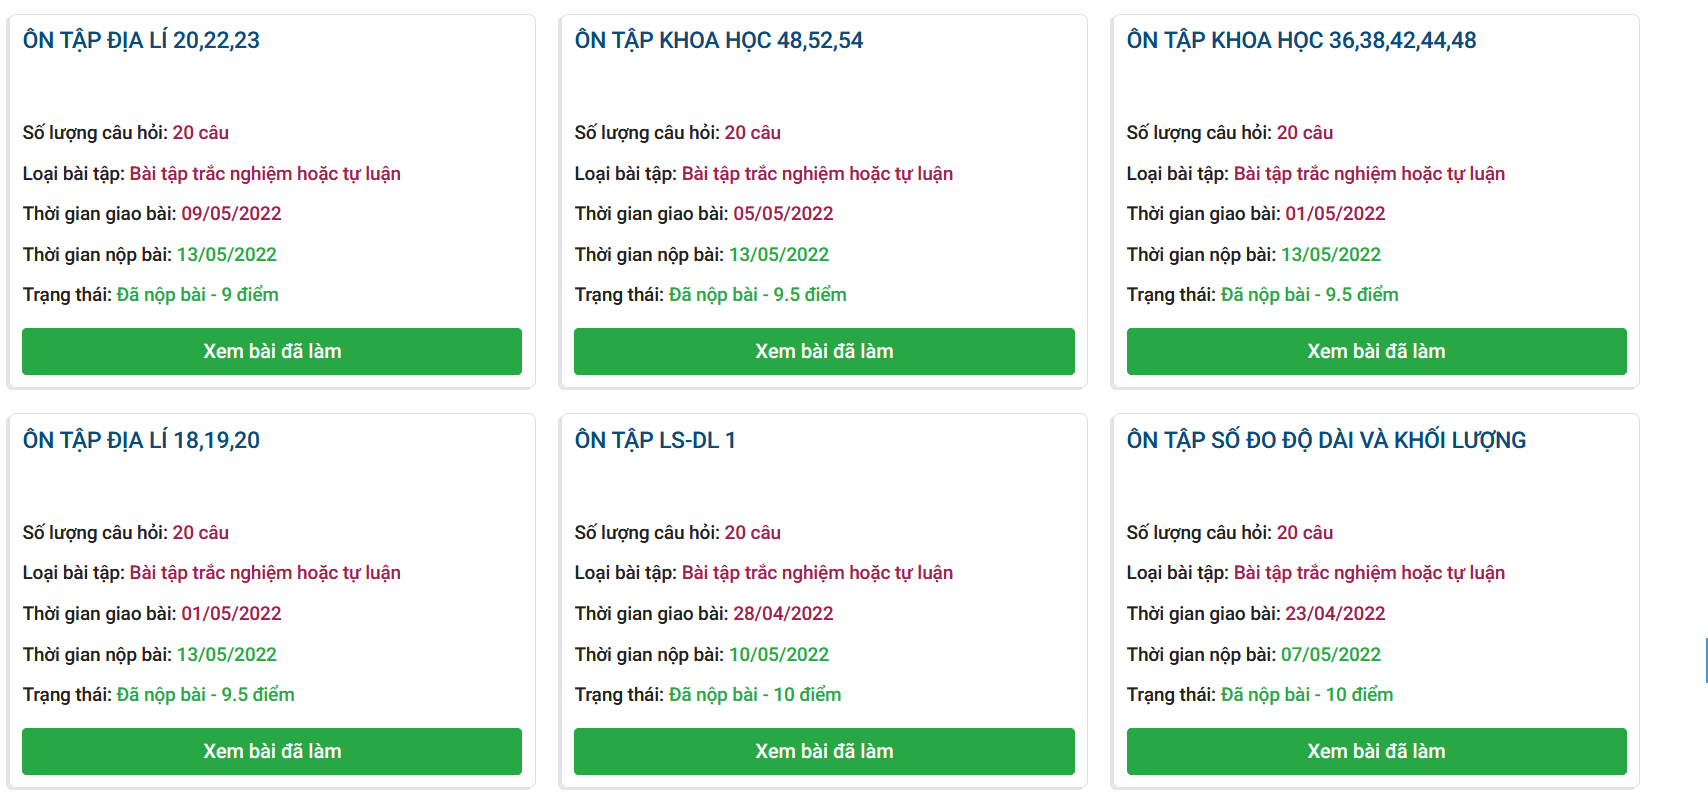 ÔN TẬP ĐỊA LÍ 20,22,23
Số lượng câu hỏi: 20 câu
Loại bài tập: Bài tập trắc nghiệm hoặc tự luận
Thời gian giao bài: 09/05/2022
Thời gian nộp bài: 13/05/2022
Trạng thái: Đã nộp bài - 9 điểm
Xem bài đã làm
ÔN TẬP KHOA HỌC 48,52,54
Số lượng câu hỏi: 20 câu
Loại bài tập: Bài tập trắc nghiệm hoặc tự luận
Thời gian giao bài: 05/05/2022
Thời gian nộp bài: 13/05/2022
Trạng thái: Đã nộp bài - 9.5 điểm
Xem bài đã làm
ÔN TẬP KHOA HỌC 36,38,42,44,48
Số lượng câu hỏi: 20 câu
Loại bài tập: Bài tập trắc nghiệm hoặc tự luận
Thời gian giao bài: 01/05/2022
Thời gian nộp bài: 13/05/2022
Trạng thái: Đã nộp bài - 9.5 điểm
Xem bài đã làm
ÔN TẬP ĐỊA LÍ 18,19,20
Số lượng câu hỏi: 20 câu
Loại bài tập: Bài tập trắc nghiệm hoặc tự luận
Thời gian giao bài: 01/05/2022
Thời gian nộp bài: 13/05/2022
Trạng thái: Đã nộp bài - 9.5 điểm
Xem bài đã làm
ÔN TẬP LS-DL 1
Số lượng câu hỏi: 20 câu
Loại bài tập: Bài tập trắc nghiệm hoặc tự luận
Thời gian giao bài: 28/04/2022
Thời gian nộp bài: 10/05/2022
Trạng thái: Đã nộp bài - 10 điểm
Xem bài đã làm
ÔN TẬP SỐ ĐO ĐỘ DÀI VÀ KHỐI LƯỢNG
Số lượng câu hỏi: 20 câu
Loại bài tập: Bài tập trắc nghiệm hoặc tự luận
Thời gian giao bài: 23/04/2022
Thời gian nộp bài: 07/05/2022
Trạng thái: Đã nộp bài - 10 điểm
Xem bài đã làm